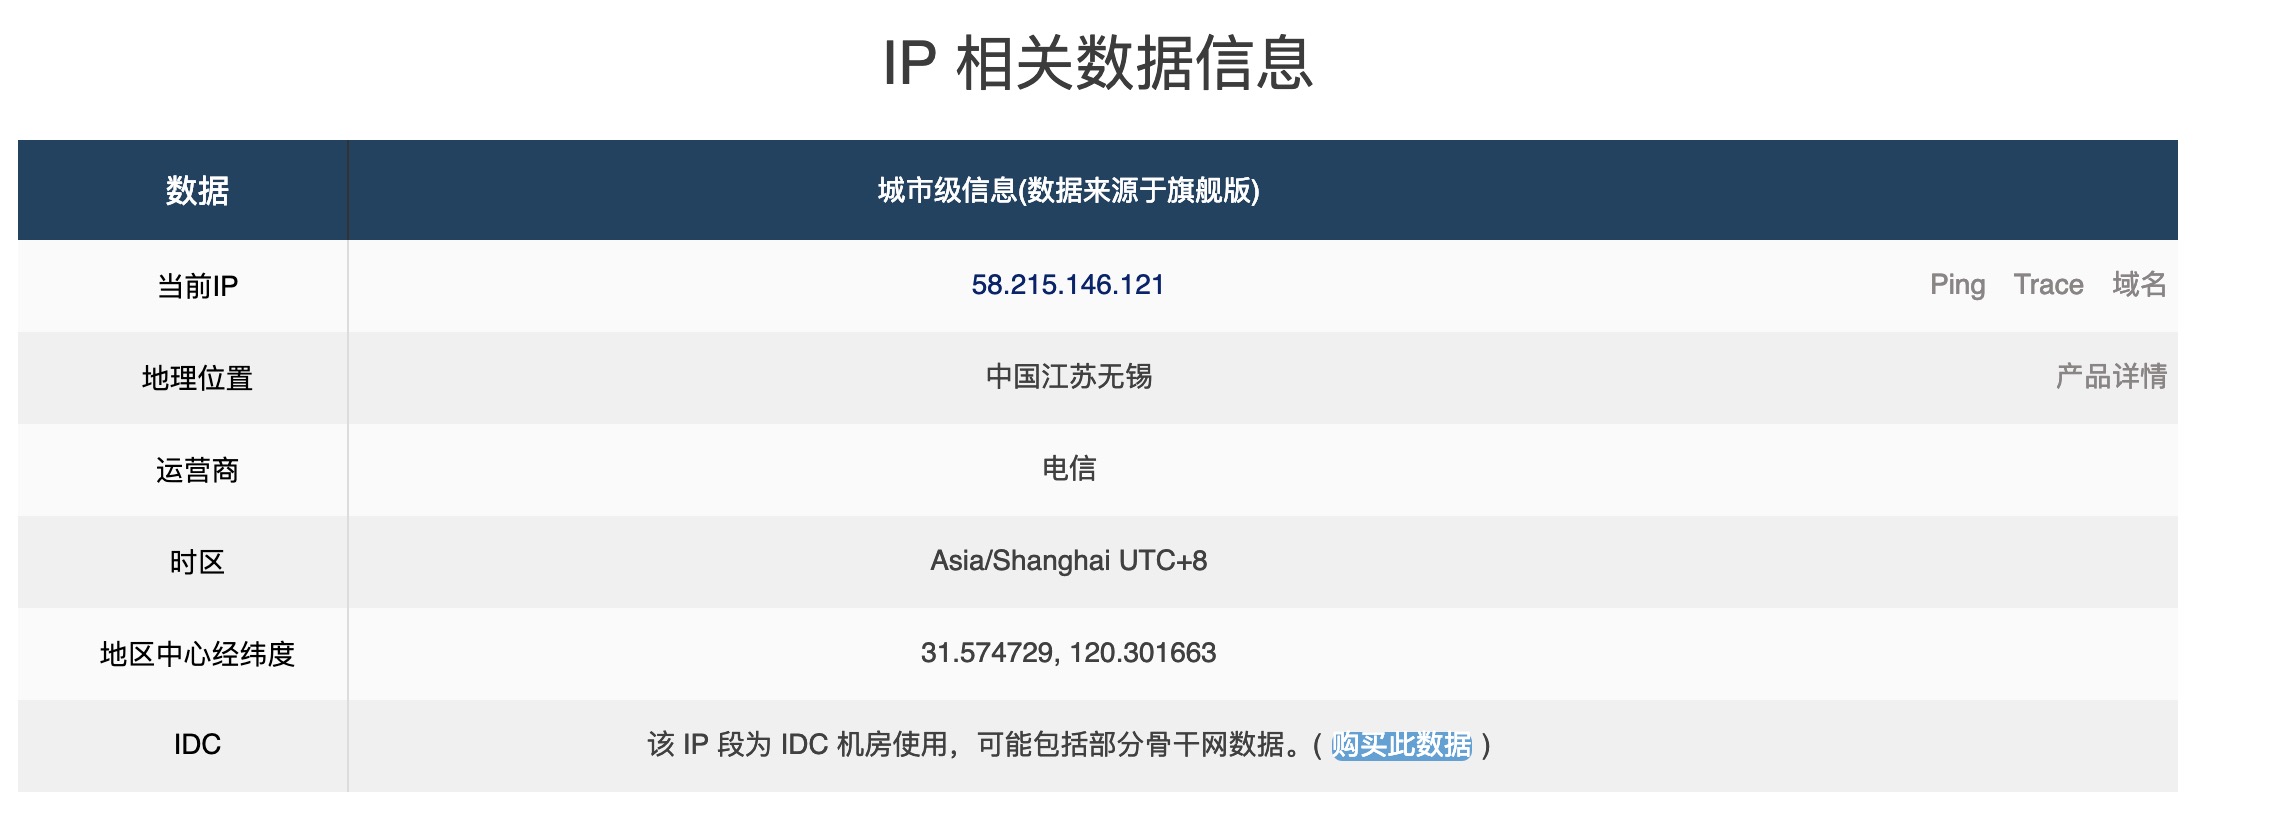 IP 相关数据信息
数据 城市级信息(数据来源于旗舰版)
当前IP 58.215.146.121 Ping Trace 域名
地理位置 中国江苏无锡 产品详情
运营商 电信
时区 Asia/Shanghai UTC+8
地区中心经纬度 31.574729, 120.301663
IDC 该 IP 段为 IDC 机房使用，可能包括部分骨干网数据。( 购买此数据 )